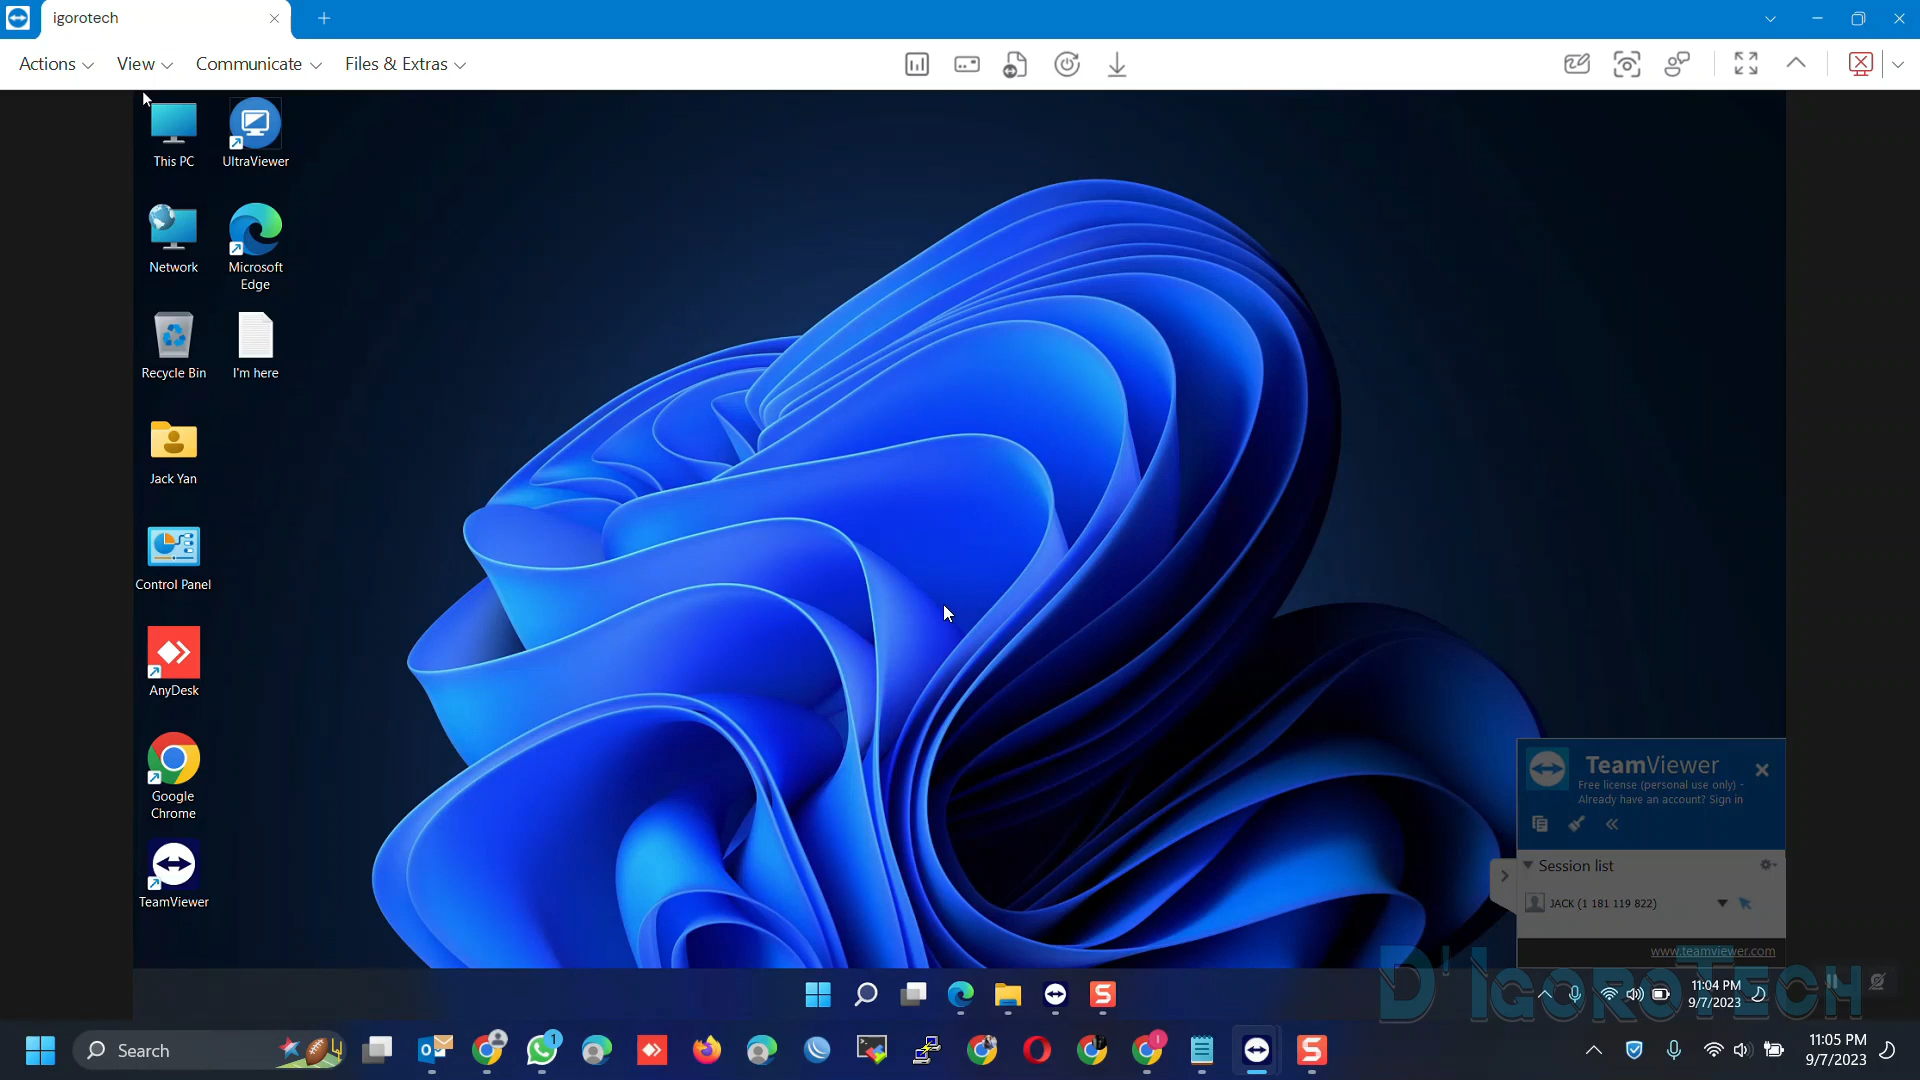 igorotech
Actions
View
Communicate
Files & Extras
This PC
UltraViewer
Network
Microsoft
Edge
Recycle Bin
I'm here
Jack Yan
Control Panel
AnyDesk
Google
Chrome
TeamViewer
TeamViewer
Free license (personal use only) -
Already have an account? Sign in
Session list
JACK (1 181 119 822)
www.teamviewer.com
D'IgoroTech
11:04 PM
9/7/2023
Search
1
11:05 PM
9/7/2023